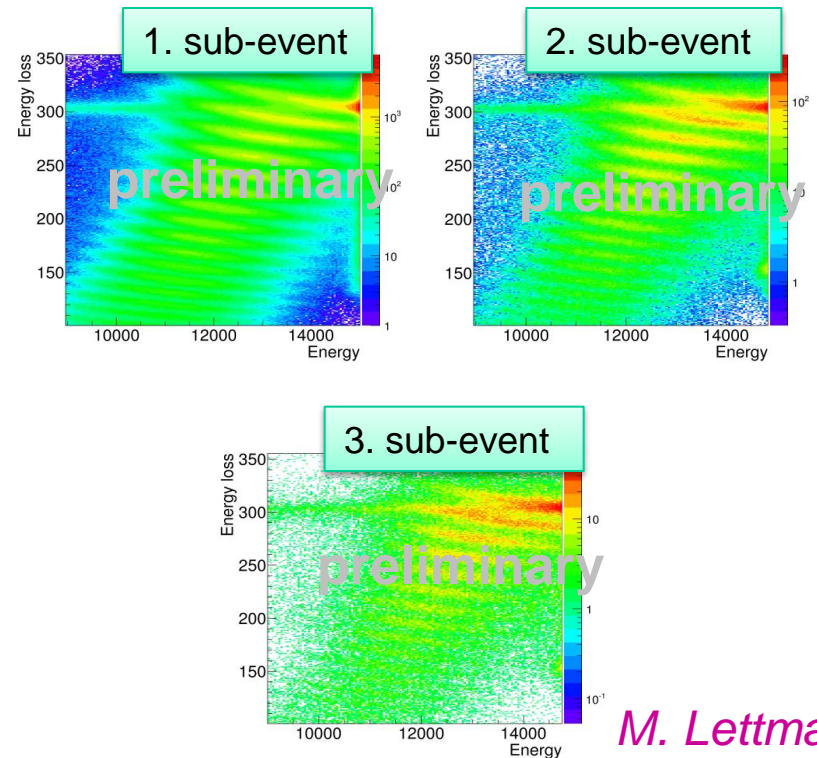 1. sub-event
2. sub-event
Energy loss
350
300
250
200
150
10000
12000
14000
Energy
10³
10²
10
1
preliminary
Energy loss
350
300
250
200
150
10000
12000
14000
Energy
10²
10
1
preliminary
3. sub-event
Energy loss
350
300
250
200
150
10000
12000
14000
Energy
10
1
10⁻¹
preliminary
M. Lettma